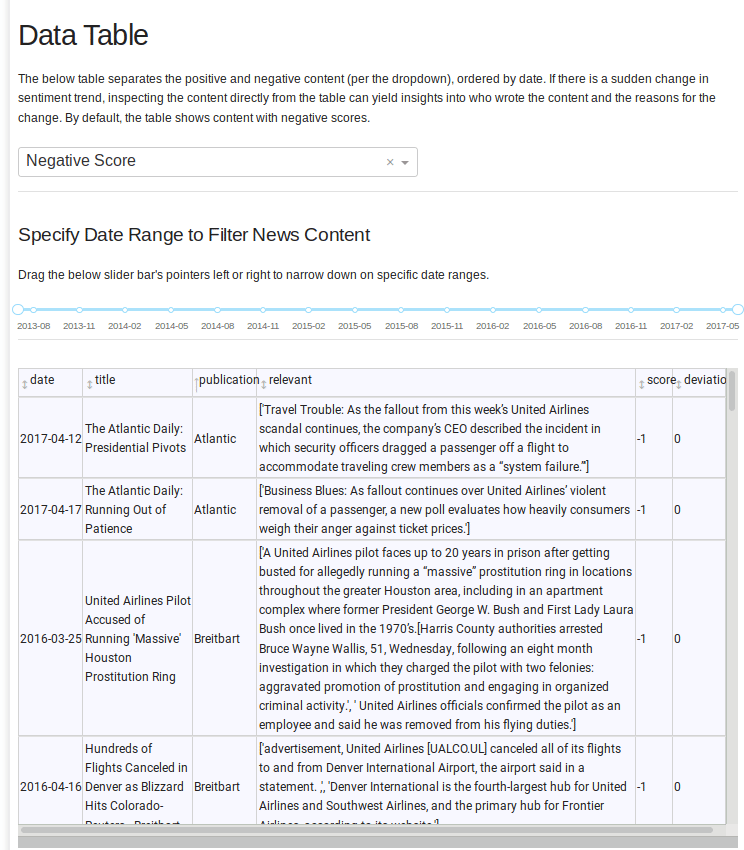 Data Table
The below table separates the positive and negative content (per the dropdown), ordered by date. If there is a sudden change in
sentiment trend, inspecting the content directly from the table can yield insights into who wrote the content and the reasons for the
change. By default, the table shows content with negative scores.
Negative Score × 
Specify Date Range to Filter News Content
Drag the below slider bar's pointers left or right to narrow down on specific date ranges.
2013-08 2013-11 2014-02 2014-05 2014-08 2014-11 2015-02 2015-05 2015-08 2015-11 2016-02 2016-05 2016-08 2016-11 2017-02 2017-05
date title publication relevant score deviatio
2017-04-12
The Atlantic Daily:
Presidential Pivots
Atlantic
['Travel Trouble: As the fallout from this week’s United Airlines
scandal continues, the company’s CEO described the incident in
which security officers dragged a passenger off a flight to
accommodate traveling crew members as a “system failure.”']
-1
0
2017-04-17
The Atlantic Daily:
Running Out of
Patience
Atlantic
['Business Blues: As fallout continues over United Airlines’ violent
removal of a passenger, a new poll evaluates how heavily consumers
weigh their anger against ticket prices.']
-1
0
2016-03-25
United Airlines Pilot
Accused of
Running 'Massive'
Houston
Prostitution Ring
Breitbart
['A United Airlines pilot faces up to 20 years in prison after getting
busted for allegedly running a “massive” prostitution ring in locations
throughout the greater Houston area, including in an apartment
complex where former President George W. Bush and First Lady Laura
Bush once lived in the 1970’s.[Harris County authorities arrested
Bruce Wayne Wallis, 51, Wednesday, following an eight month
investigation in which they charged the pilot with two felonies:
aggravated promotion of prostitution and engaging in organized
criminal activity.', ' United Airlines officials confirmed the pilot as an
employee and said he was removed from his flying duties.']
-1
0
2016-04-16
Hundreds of
Flights Canceled in
Denver as Blizzard
Hits Colorado-
Reuters - Breitbart
Breitbart
['advertisement, United Airlines [UALCO.UL] canceled all of its flights
to and from Denver International Airport, the airport said in a
statement. ,', 'Denver International is the fourth-largest hub for United
Airlines and Southwest Airlines, and the primary hub for Frontier
Airlines, according to its website.']
-1
0